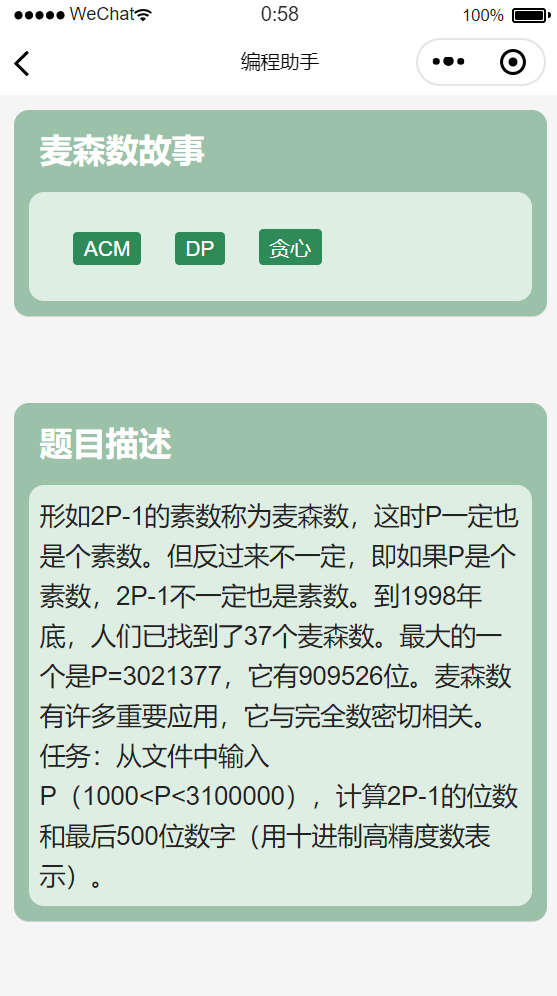 WeChat 0:58 100%
编程助手
麦森数故事
ACM DP 贪心
题目描述
形如2P-1的素数称为麦森数，这时P一定也
是个素数。但反过来不一定，即如果P是个
素数，2P-1不一定也是素数。到1998年
底，人们已找到了37个麦森数。最大的一
个是P=3021377，它有909526位。麦森数
有许多重要应用，它与完全数密切相关。
任务：从文件中输入
P（1000<P<3100000），计算2P-1的位数
和最后500位数字（用十进制高精度数表
示）。